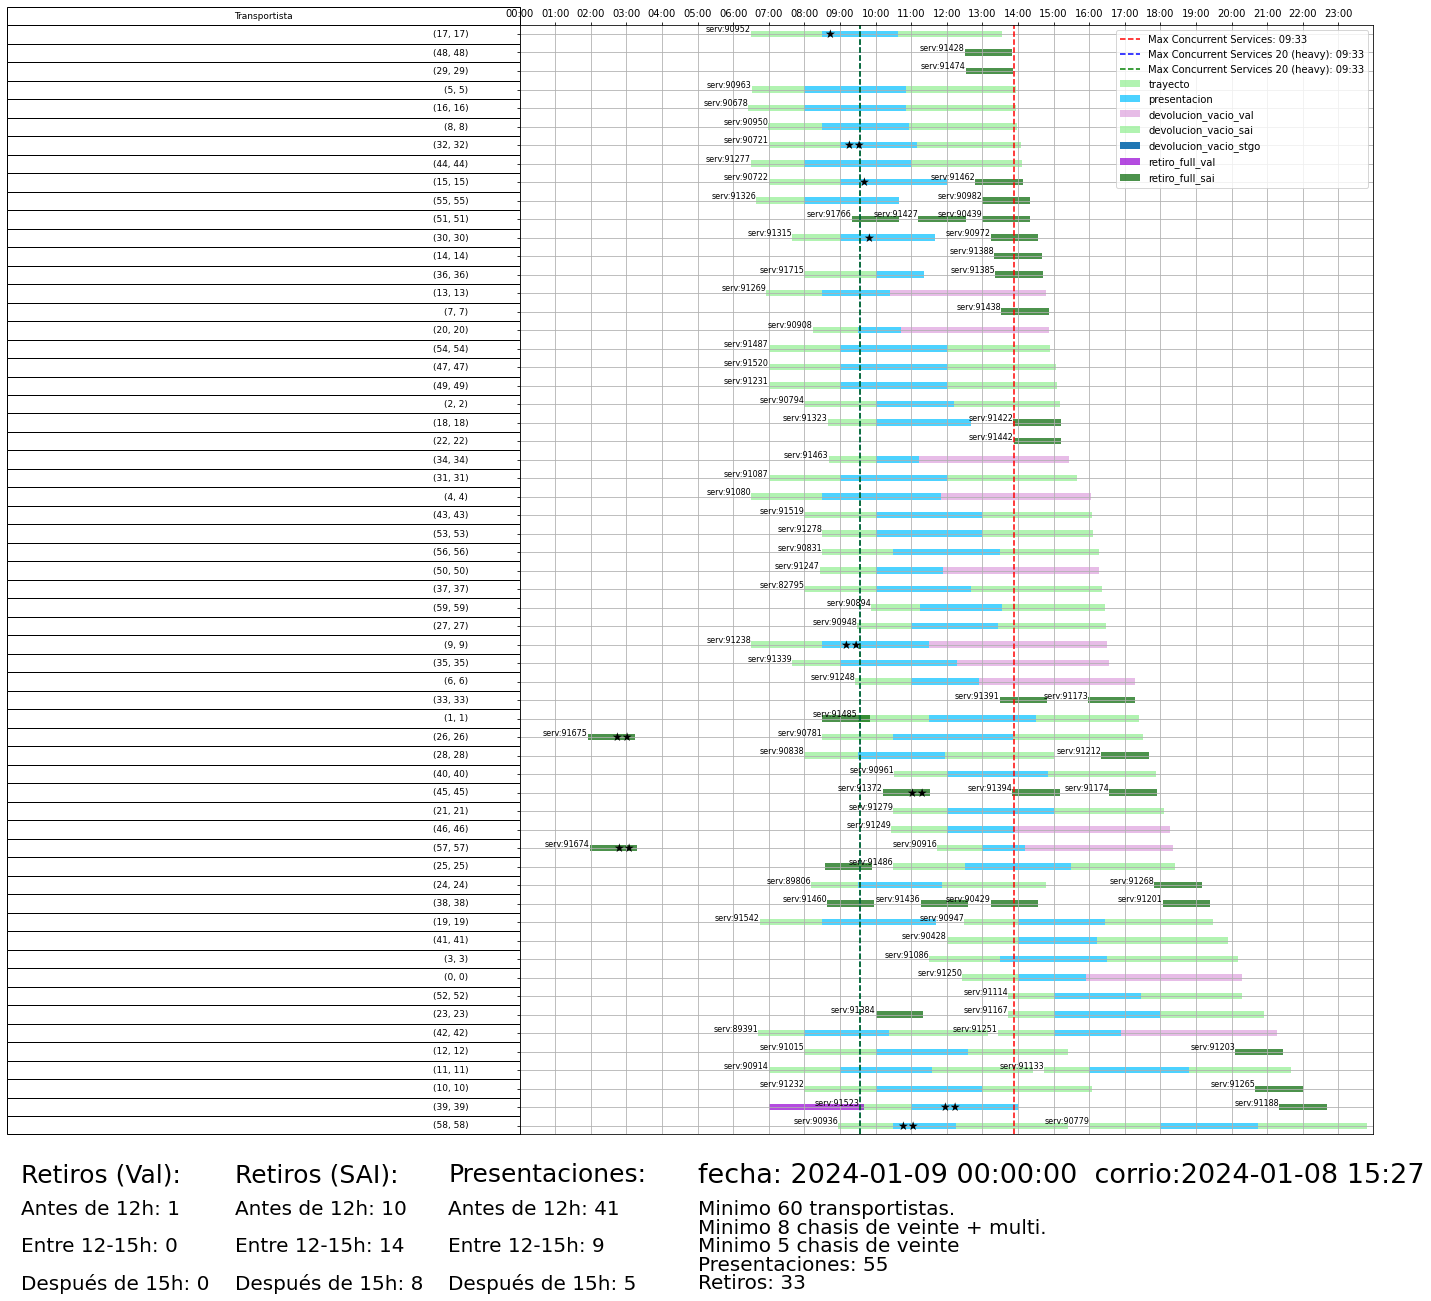 Transportista
00:00 01:00 02:00 03:00 04:00 05:00 06:00 07:00 08:00 09:00 10:00 11:00 12:00 13:00 14:00 15:00 16:00 17:00 18:00 19:00 20:00 21:00 22:00 23:00
Max Concurrent Services: 09:33
Max Concurrent Services 20 (heavy): 09:33
Max Concurrent Services 20 (heavy): 09:33
trayecto
presentacion
devolucion_vacio_val
devolucion_vacio_sai
devolucion_vacio_stgo
retiro_full_val
retiro_full_sai
(17, 17) serv:90952
(48, 48) serv:91428
(29, 29) serv:91474
(5, 5) serv:90963
(16, 16) serv:90678
(8, 8) serv:90950
(32, 32) serv:90721
(44, 44) serv:91277
(15, 15) serv:90722 serv:91462
(55, 55) serv:91326 serv:90982
(51, 51) serv:91766 serv:91427 serv:90439
(30, 30) serv:91315 serv:90972
(14, 14) serv:91388
(36, 36) serv:91715 serv:91385
(13, 13) serv:91269
(7, 7) serv:91438
(20, 20) serv:90908
(54, 54) serv:91487
(47, 47) serv:91520
(49, 49) serv:91231
(2, 2) serv:90794
(18, 18) serv:91323 serv:91422
(22, 22) serv:91442
(34, 34) serv:91463
(31, 31) serv:91087
(4, 4) serv:91080
(43, 43) serv:91519
(53, 53) serv:91278
(56, 56) serv:90831
(50, 50) serv:91247
(37, 37) serv:82795
(59, 59) serv:90894
(27, 27) serv:90948
(9, 9) serv:91238
(35, 35) serv:91339
(6, 6) serv:91248
(33, 33) serv:91391 serv:91173
(1, 1) serv:91485
(26, 26) serv:91675 serv:90781
(28, 28) serv:90838 serv:91212
(40, 40) serv:90961
(45, 45) serv:91372 serv:91394 serv:91174
(21, 21) serv:91279
(46, 46) serv:91249
(57, 57) serv:91674 serv:90916
(25, 25) serv:91486
(24, 24) serv:89806 serv:91268
(38, 38) serv:91460 serv:91436 serv:90429 serv:91201
(19, 19) serv:91542 serv:90947
(41, 41) serv:90428
(3, 3) serv:91086
(0, 0) serv:91250
(52, 52) serv:91114
(23, 23) serv:91384 serv:91167
(42, 42) serv:89391 serv:91251
(12, 12) serv:91015 serv:91203
(11, 11) serv:90914 serv:91133
(10, 10) serv:91232 serv:91265
(39, 39) serv:91523 serv:91188
(58, 58) serv:90936 serv:90779
Retiros (Val):
Antes de 12h: 1
Entre 12-15h: 0
Después de 15h: 0
Retiros (SAI):
Antes de 12h: 10
Entre 12-15h: 14
Después de 15h: 8
Presentaciones:
Antes de 12h: 41
Entre 12-15h: 9
Después de 15h: 5
fecha: 2024-01-09 00:00:00 corrio:2024-01-08 15:27
Minimo 60 transportistas.
Minimo 8 chasis de veinte + multi.
Minimo 5 chasis de veinte
Presentaciones: 55
Retiros: 33